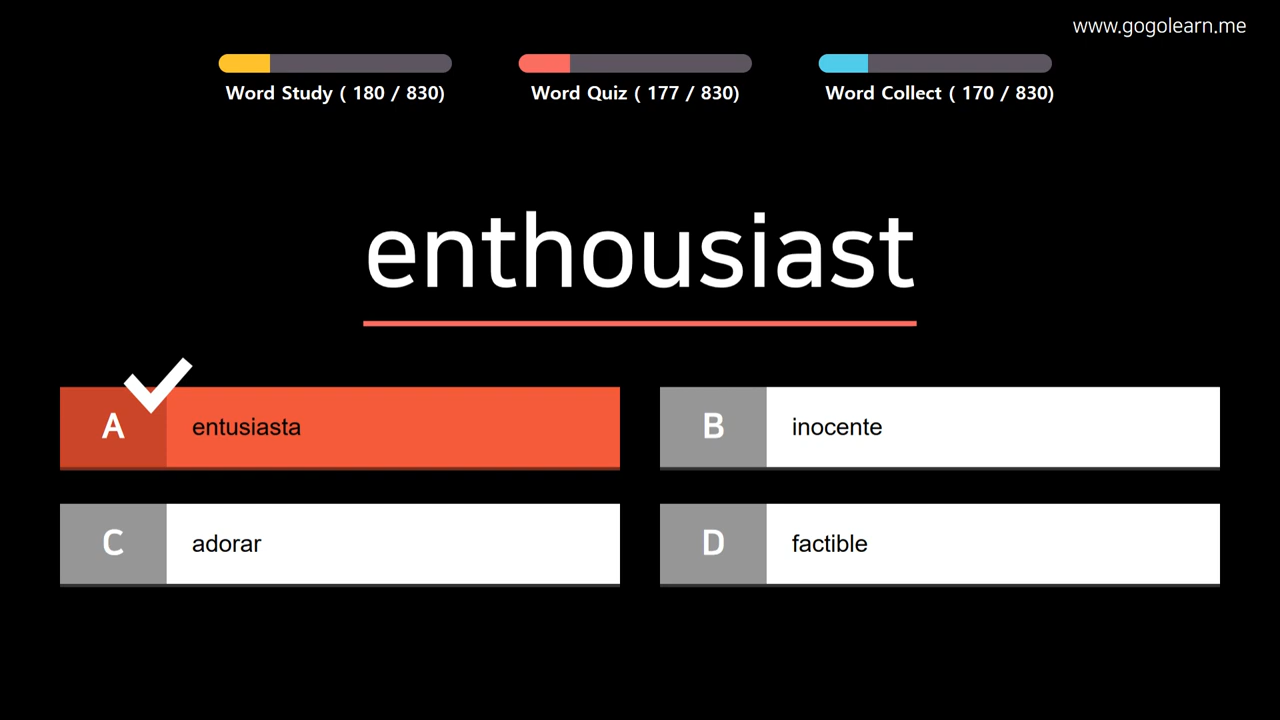 www.gogolearn.me
Word Study ( 180 / 830)
Word Quiz ( 177 / 830)
Word Collect ( 170 / 830)
enthousiast
A entusiasta
B inocente
C adorar
D factible